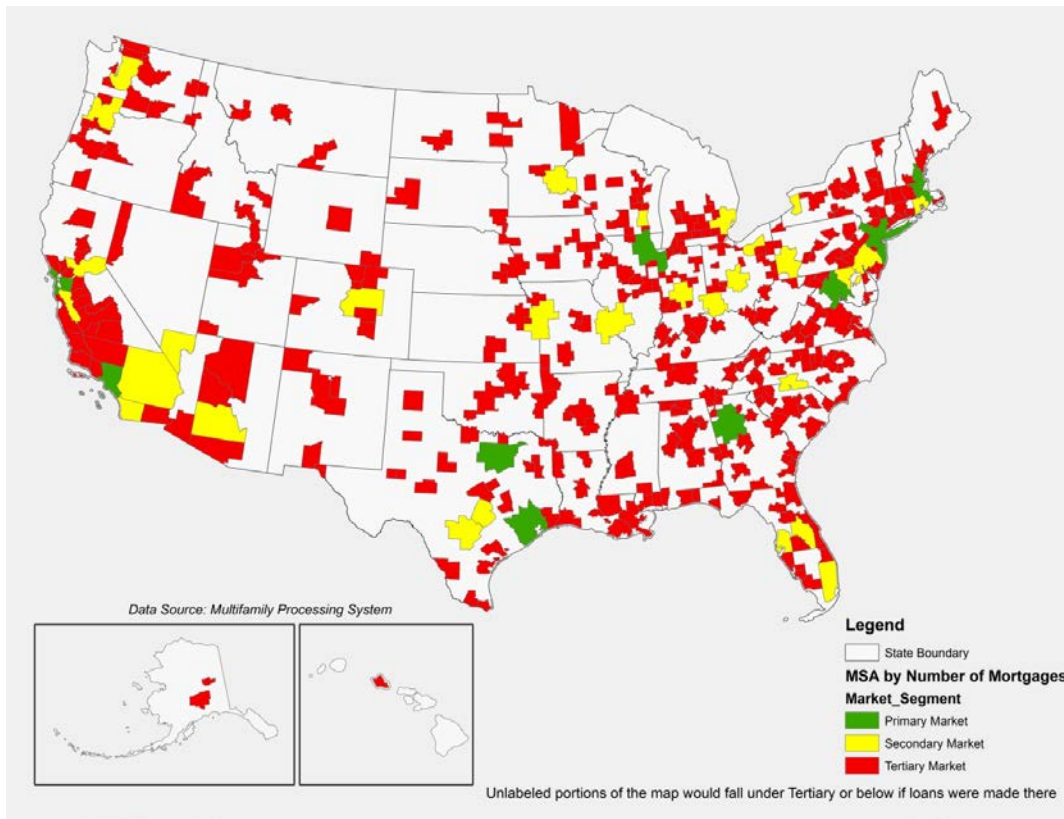 Data Source: Multifamily Processing System
Legend
State Boundary
MSA by Number of Mortgages
Market_Segment
Primary Market
Secondary Market
Tertiary Market
Unlabeled portions of the map would fall under Tertiary or below if loans were made there